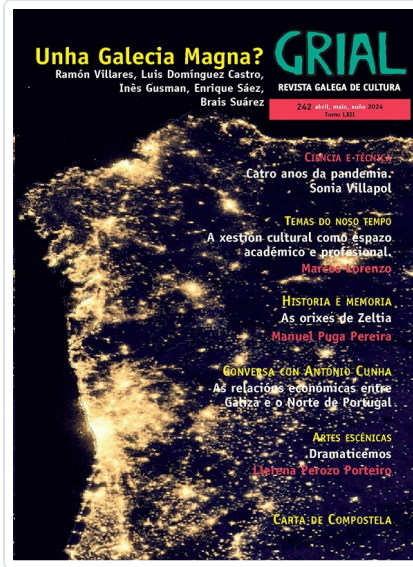 Unha Galecia Magna?
Ramón Villares, Luis Domínguez Castro,
Inês Gusman, Enrique Sáez,
Brais Suárez
GRIAL
REVISTA GALEGA DE CULTURA
242 abril, maio, xuño 2024
Tomo LXII
CIENCIA E TÉCNICA
Catro anos da pandemia.
Sonia Villapol
TEMAS DO NOSO TEMPO
A xestión cultural como espazo
académico e profesional.
Marcos Lorenzo
HISTORIA E MEMORIA
As orixes de Zeltia
Manuel Puga Pereira
CONVERSA CON ANTÓNIO CUNHA
As relacións económicas entre
Galiza e o Norte de Portugal
ARTES ESCÉNICAS
Dramaticémos
Llerena Perozo Porteiro
CARTA DE COMPOSTELA